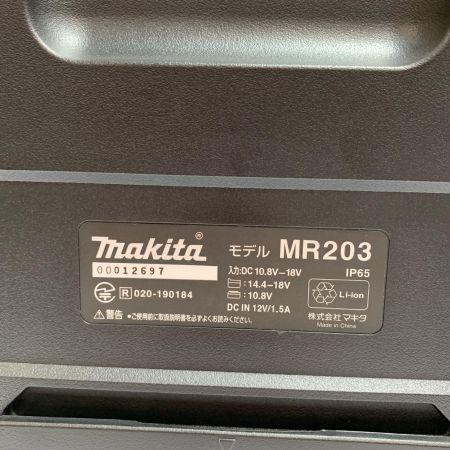 makita モデル MR203
00012697 入力:DC 10.8V-18V IP65
R 020-190184 :14.4-18V
:10.8V Li-ion
DC IN 12V/1.5A
⚠警告 ●ご使用前に取扱説明書を必ずよくお読みください。 株式会社マキタ
Made in China